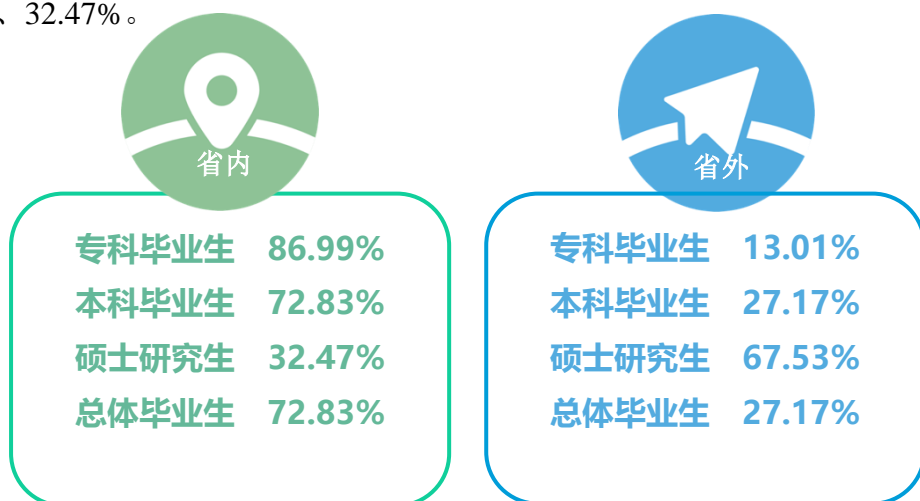 、32.47%。
省内
专科毕业生 86.99%
本科毕业生 72.83%
硕士研究生 32.47%
总体毕业生 72.83%
省外
专科毕业生 13.01%
本科毕业生 27.17%
硕士研究生 67.53%
总体毕业生 27.17%